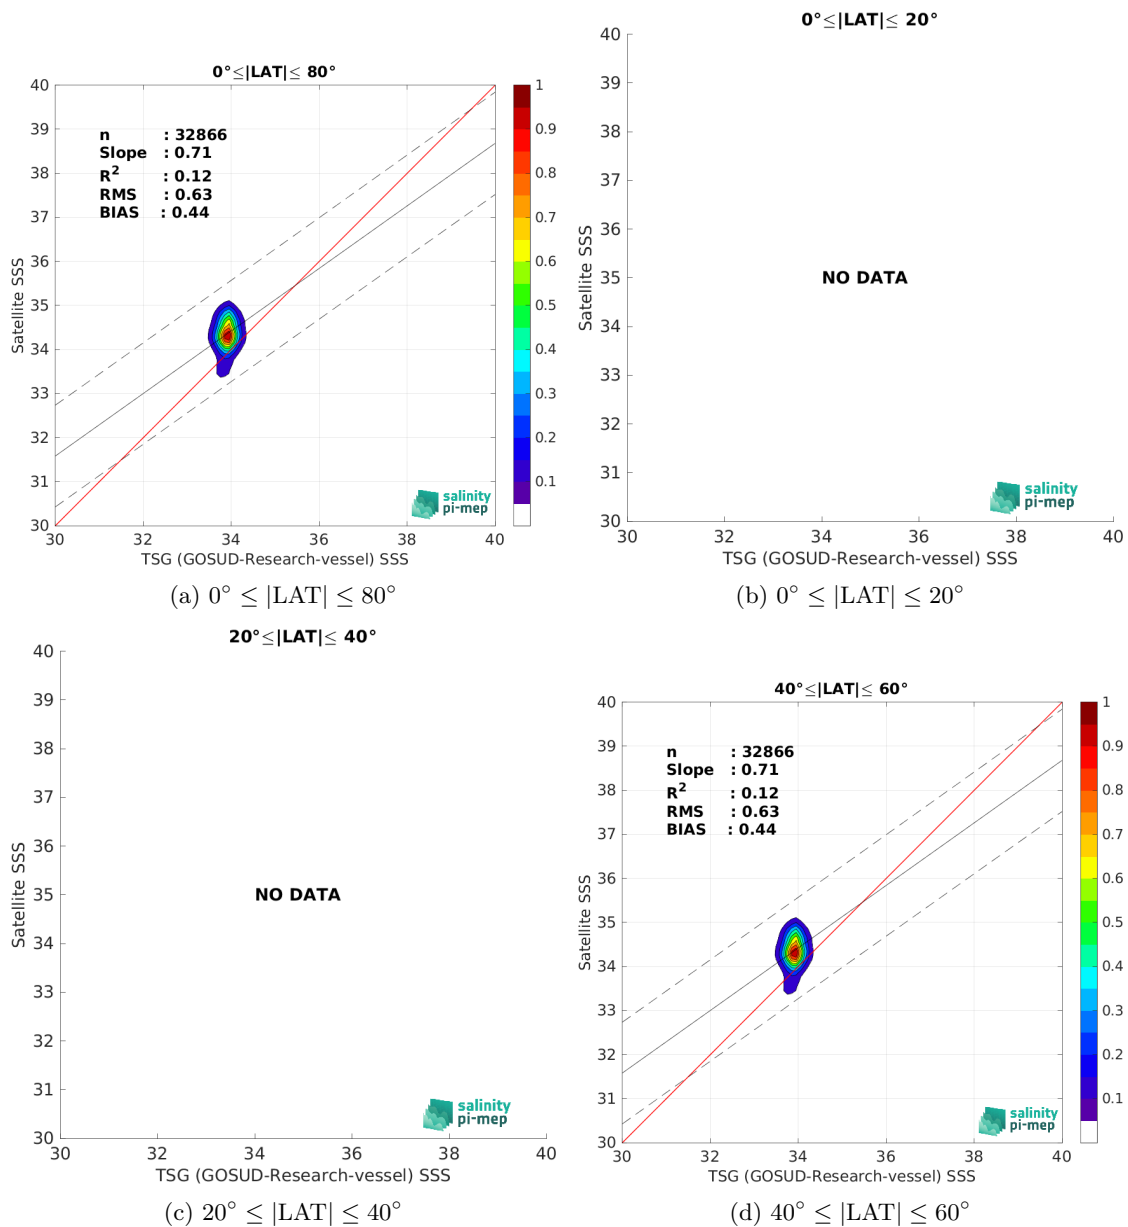 0°≤|LAT|≤ 80°
40
39
38
37
36
35
34
33
32
31
30
Satellite SSS
n : 32866
Slope : 0.71
R² : 0.12
RMS : 0.63
BIAS : 0.44
1
0.9
0.8
0.7
0.6
0.5
0.4
0.3
0.2
0.1
salinity
pi-mep
30 32 34 36 38 40
TSG (GOSUD-Research-vessel) SSS
(a) 0° ≤ |LAT| ≤ 80°
0°≤|LAT|≤ 20°
40
39
38
37
36
35
34
33
32
31
30
Satellite SSS
NO DATA
salinity
pi-mep
30 32 34 36 38 40
TSG (GOSUD-Research-vessel) SSS
(b) 0° ≤ |LAT| ≤ 20°
20°≤|LAT|≤ 40°
40
39
38
37
36
35
34
33
32
31
30
Satellite SSS
NO DATA
salinity
pi-mep
30 32 34 36 38 40
TSG (GOSUD-Research-vessel) SSS
(c) 20° ≤ |LAT| ≤ 40°
40°≤|LAT|≤ 60°
40
39
38
37
36
35
34
33
32
31
30
Satellite SSS
n : 32866
Slope : 0.71
R² : 0.12
RMS : 0.63
BIAS : 0.44
1
0.9
0.8
0.7
0.6
0.5
0.4
0.3
0.2
0.1
salinity
pi-mep
30 32 34 36 38 40
TSG (GOSUD-Research-vessel) SSS
(d) 40° ≤ |LAT| ≤ 60°